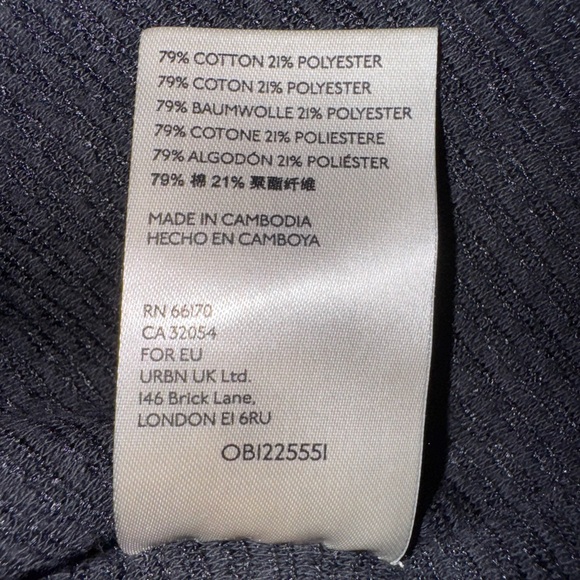 79% COTTON 21% POLYESTER
79% COTON 21% POLYESTER
79% BAUMWOLLE 21% POLYESTER
79% COTONE 21% POLIESTERE
79% ALGODÓN 21% POLIÉSTER
79% 棉 21% 聚酯纤维
MADE IN CAMBODIA
HECHO EN CAMBOYA
RN 66170
CA 32054
FOR EU
URBN UK Ltd.
146 Brick Lane,
LONDON E1 6RU
OB1225551